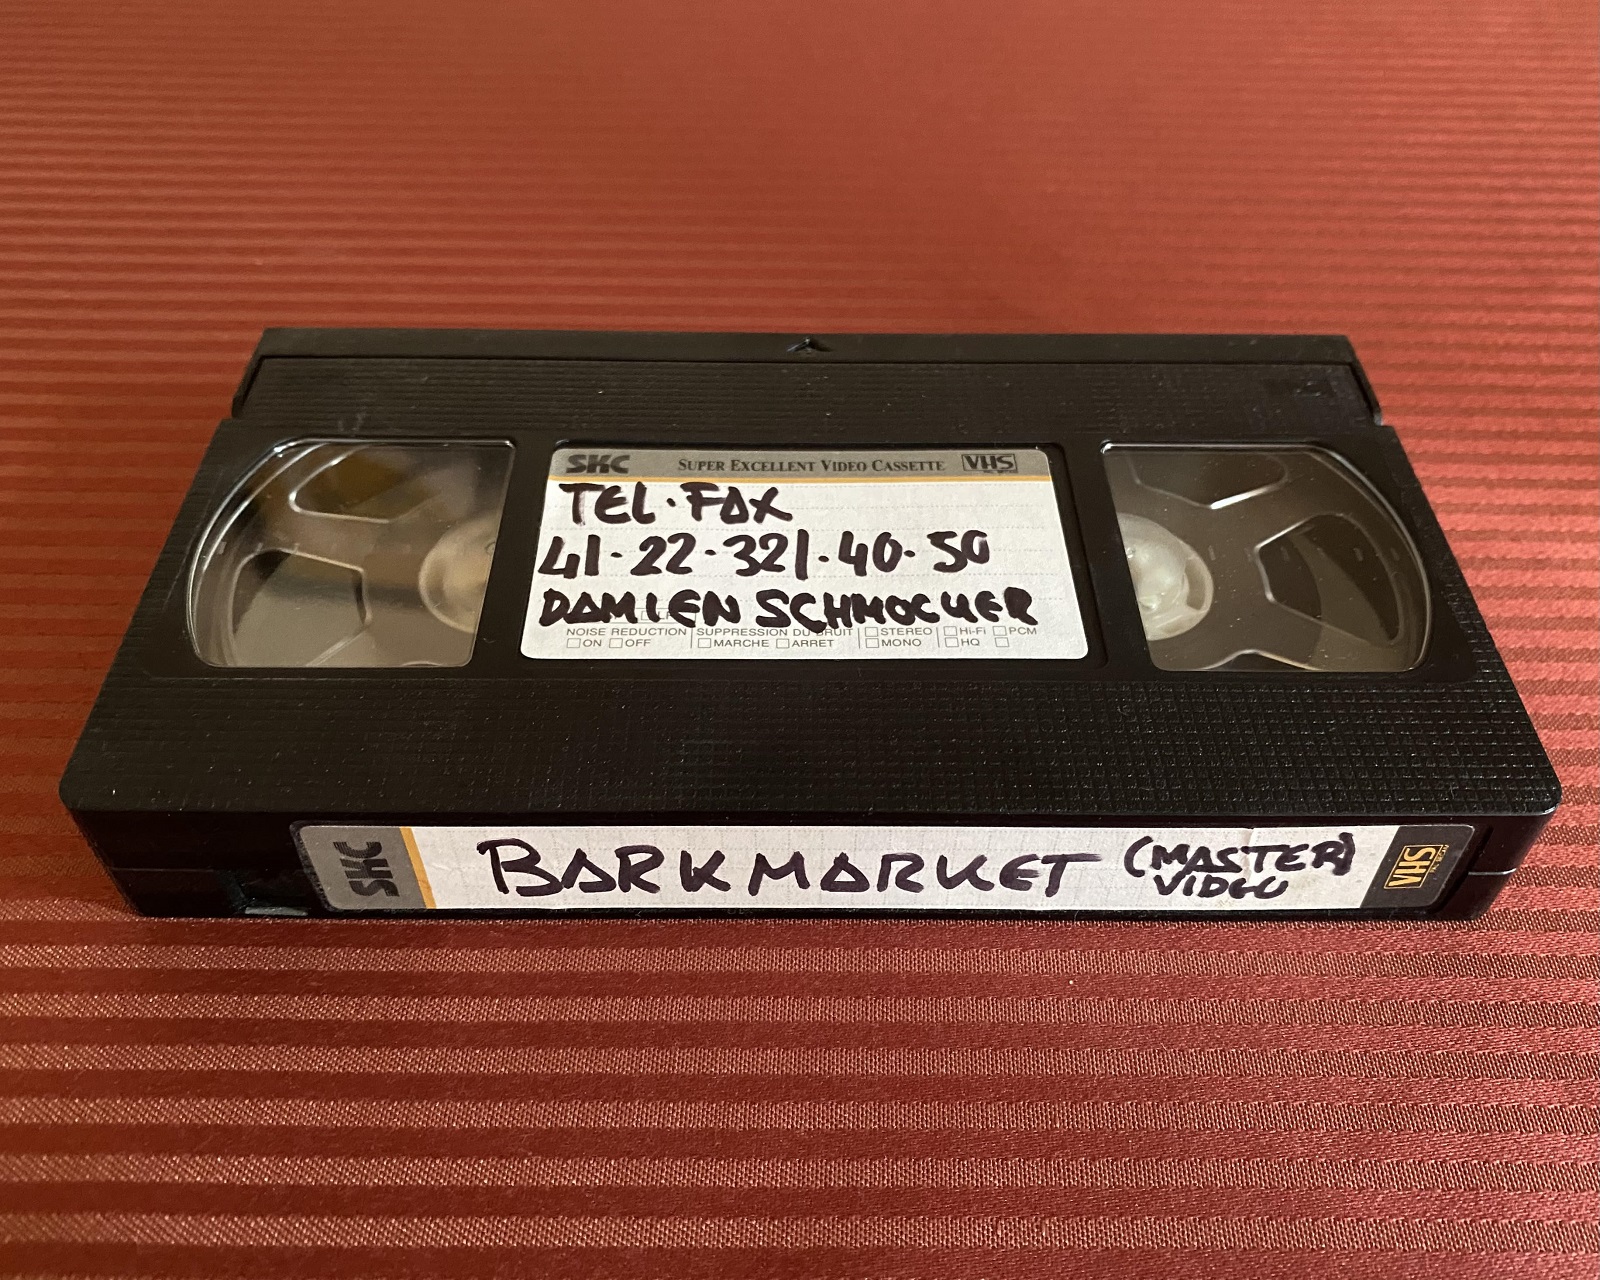 SKC SUPER EXCELLENT VIDEO CASSETTE VHS
TEL·FAX
41·22·321·40·50
DAMIEN SCHMOCKER
NOISE REDUCTION SUPPRESSION DU BRUIT STEREO Hi-Fi PCM
ON OFF MARCHE ARRET MONO HQ
SKC BARKMARKET (MASTER) VHS
VIDEO